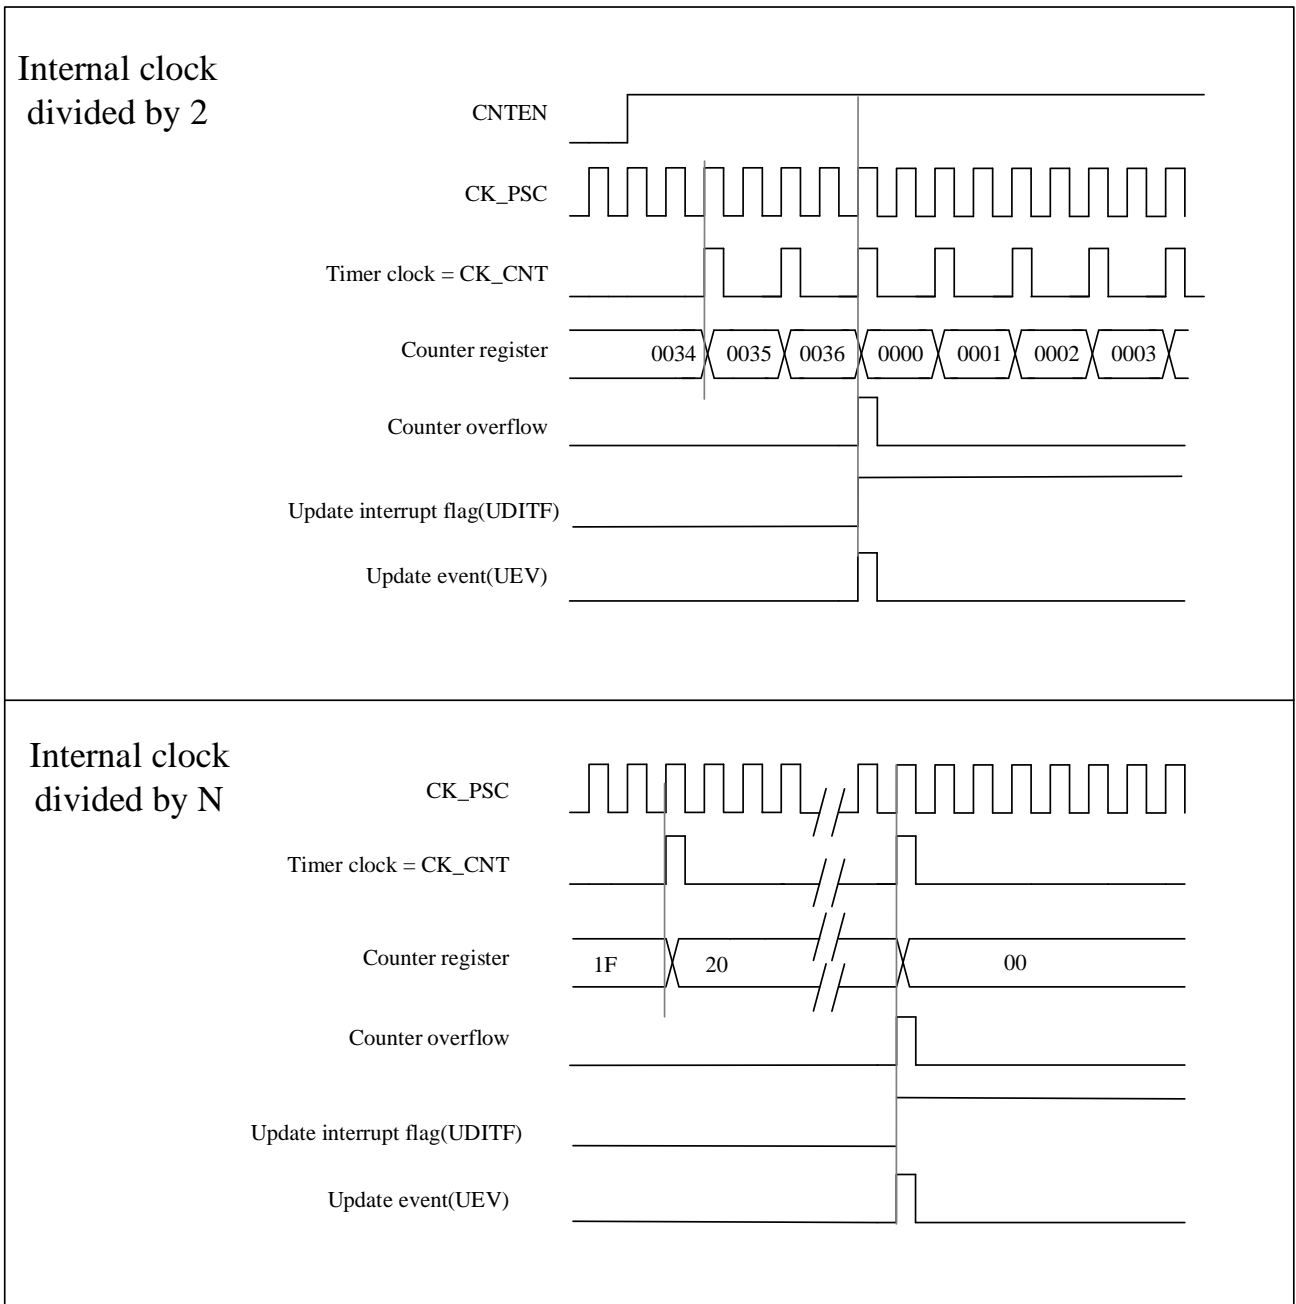 Internal clock
divided by 2
CNTEN
CK_PSC
Timer clock = CK_CNT
Counter register
0034 0035 0036 0000 0001 0002 0003
Counter overflow
Update interrupt flag(UDITF)
Update event(UEV)
Internal clock
divided by N
CK_PSC
Timer clock = CK_CNT
Counter register
1F 20 00
Counter overflow
Update interrupt flag(UDITF)
Update event(UEV)